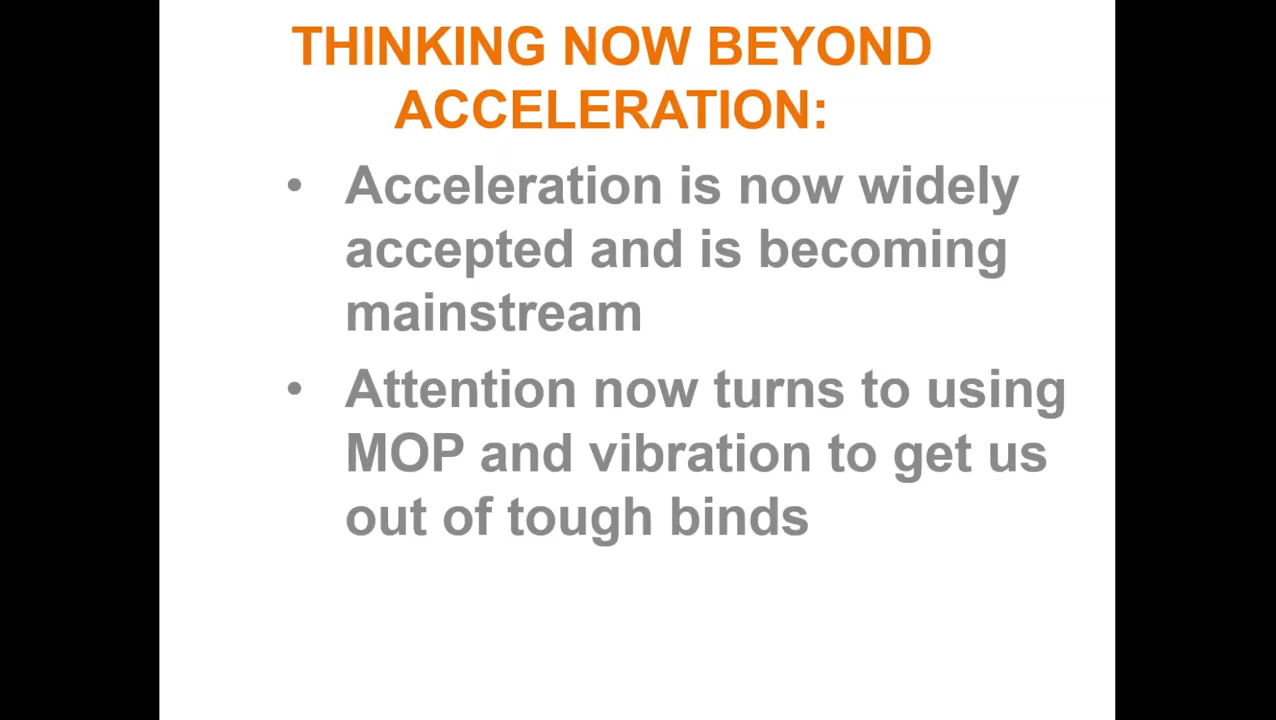 THINKING NOW BEYOND
ACCELERATION:
• Acceleration is now widely
accepted and is becoming
mainstream
• Attention now turns to using
MOP and vibration to get us
out of tough binds